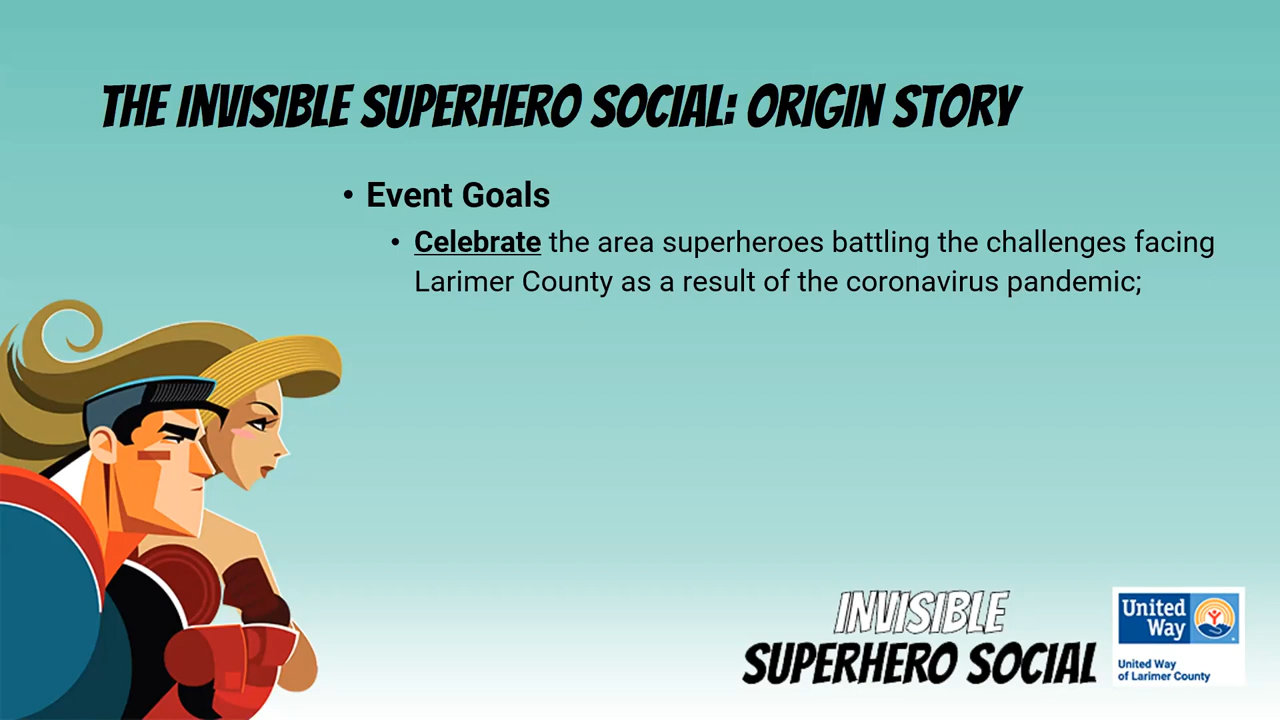 THE INVISIBLE SUPERHERO SOCIAL: ORIGIN STORY
• Event Goals
• Celebrate the area superheroes battling the challenges facing
Larimer County as a result of the coronavirus pandemic;
INVISIBLE
SUPERHERO SOCIAL
United
Way
United Way
of Larimer County